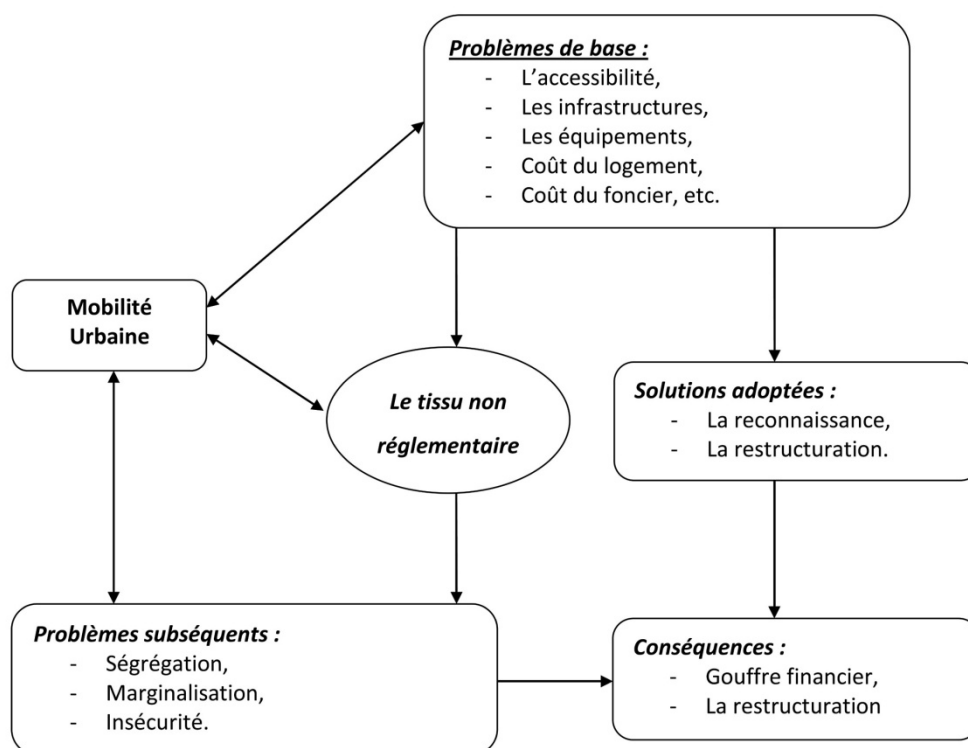 Problèmes de base :
- L’accessibilité,
- Les infrastructures,
- Les équipements,
- Coût du logement,
- Coût du foncier, etc.
Mobilité
Urbaine
Le tissu non
réglementaire
Solutions adoptées :
- La reconnaissance,
- La restructuration.
Problèmes subséquents :
- Ségrégation,
- Marginalisation,
- Insécurité.
Conséquences :
- Gouffre financier,
- La restructuration